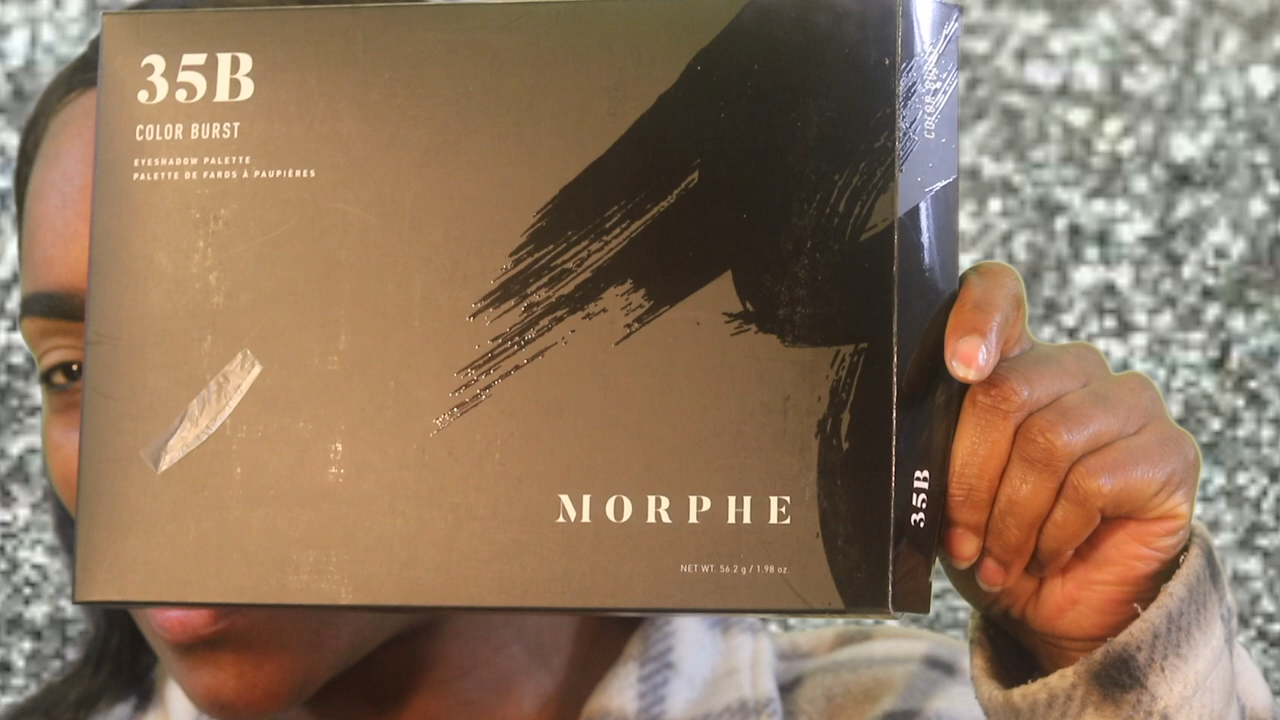 35B
COLOR BURST
EYESHADOW PALETTE
PALETTE DE FARDS À PAUPIÈRES
MORPHE
NET WT. 56.2 g / 1.98 oz.
COLOR BURST
35B